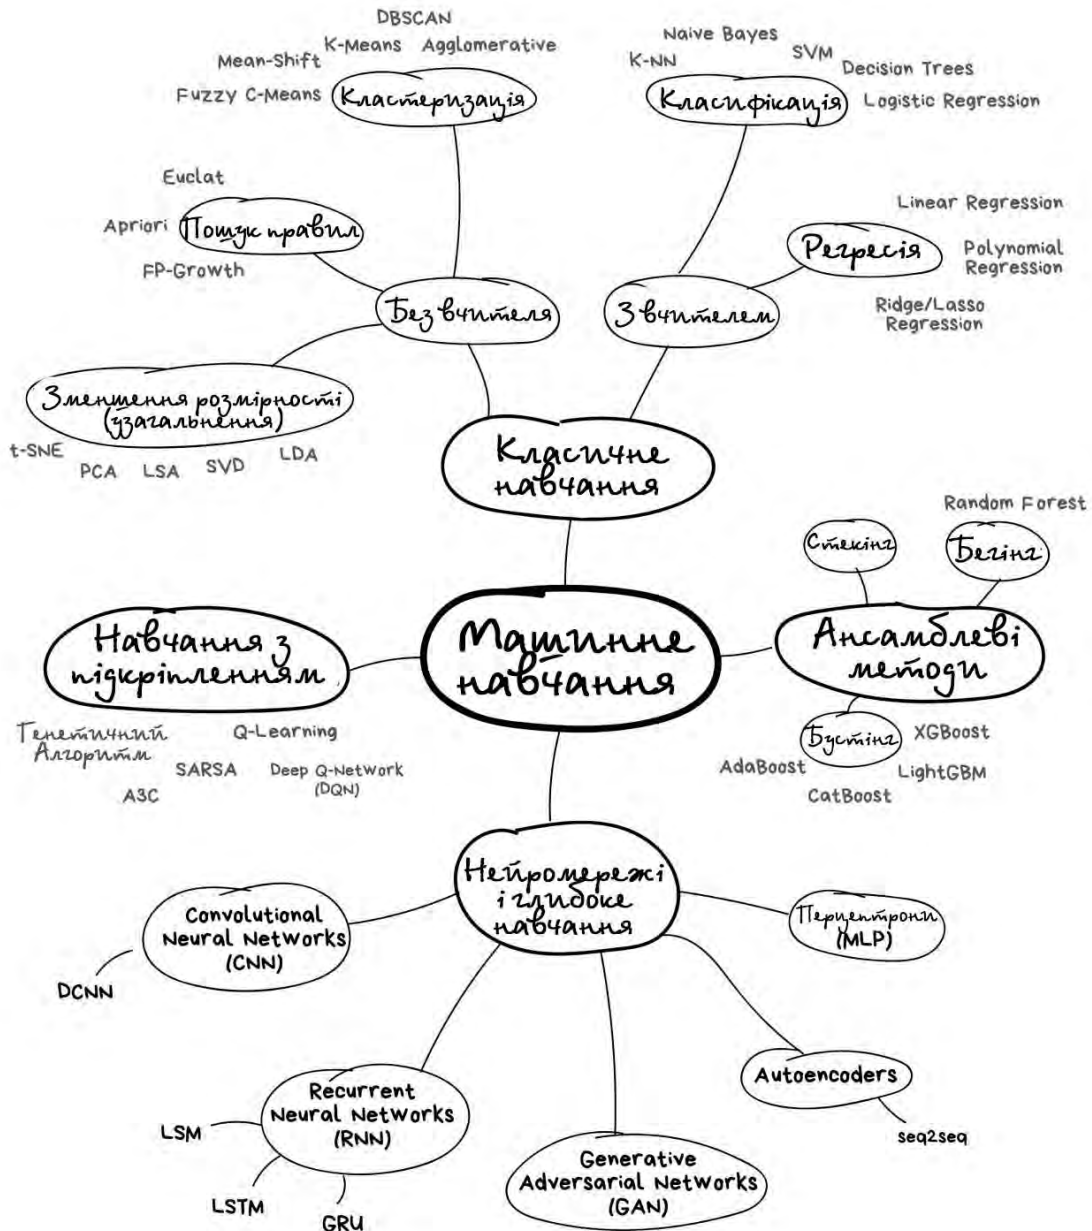 DBSCAN
K-Means
Agglomerative
Mean-Shift
Fuzzy C-Means
Кластеризація
Naive Bayes
K-NN
SVM
Decision Trees
Класифікація
Logistic Regression
Euclat
Apriori
Пошук правил
FP-Growth
Linear Regression
Регресія
Polynomial
Regression
Ridge/Lasso
Regression
Без вчителя
З вчителем
Зменшення розмірності
(узагальнення)
t-SNE
PCA
LSA
SVD
LDA
Класичне
навчання
Random Forest
Стекінг
Бегінг
Навчання з
підкріпленням
Машинне
навчання
Ансамблеві
методи
Генетичний
Алгоритм
Q-Learning
SARSA
Deep Q-Network
(DQN)
A3C
Бустінг
XGBoost
AdaBoost
LightGBM
CatBoost
Нейромережі
і глибоке
навчання
Convolutional
Neural Networks
(CNN)
DCNN
Перцептрони
(MLP)
Autoencoders
seq2seq
Recurrent
Neural Networks
(RNN)
LSM
LSTM
GRU
Generative
Adversarial Networks
(GAN)